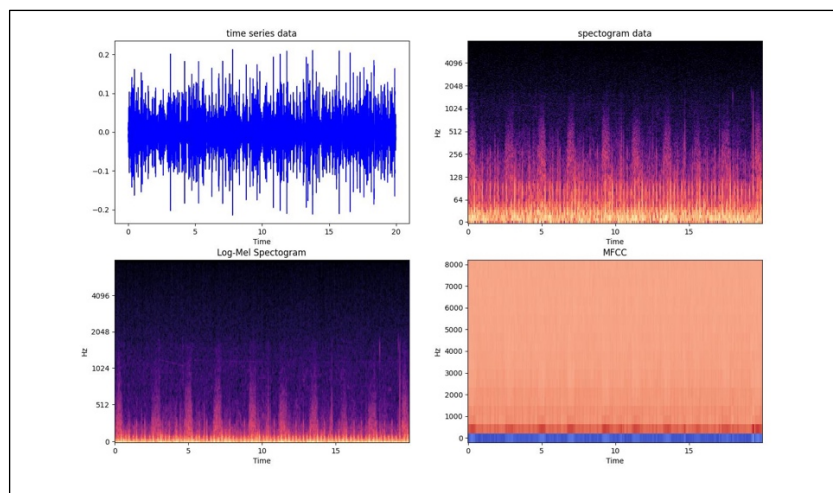 time series data
0.2
0.1
0.0
-0.1
-0.2
0 5 10 15 20
Time
spectogram data
Hz
4096
2048
1024
512
256
128
64
0
0 5 10 15
Time
Log-Mel Spectogram
Hz
4096
2048
1024
512
0
0 5 10 15
Time
MFCC
Hz
8000
7000
6000
5000
4000
3000
2000
1000
0
0 5 10 15
Time